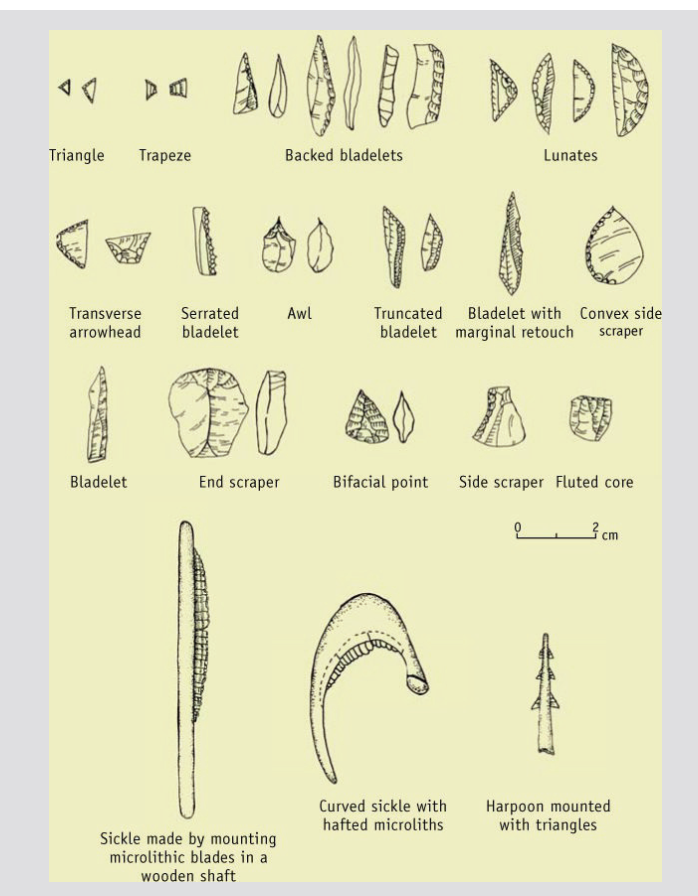 Triangle Trapeze Backed bladelets Lunates
Transverse arrowhead
Serrated bladelet
Awl
Truncated bladelet
Bladelet with marginal retouch
Convex side scraper
Bladelet End scraper Bifacial point Side scraper Fluted core
0 2 cm
Sickle made by mounting
microlithic blades in a
wooden shaft
Curved sickle with
hafted microliths
Harpoon mounted
with triangles